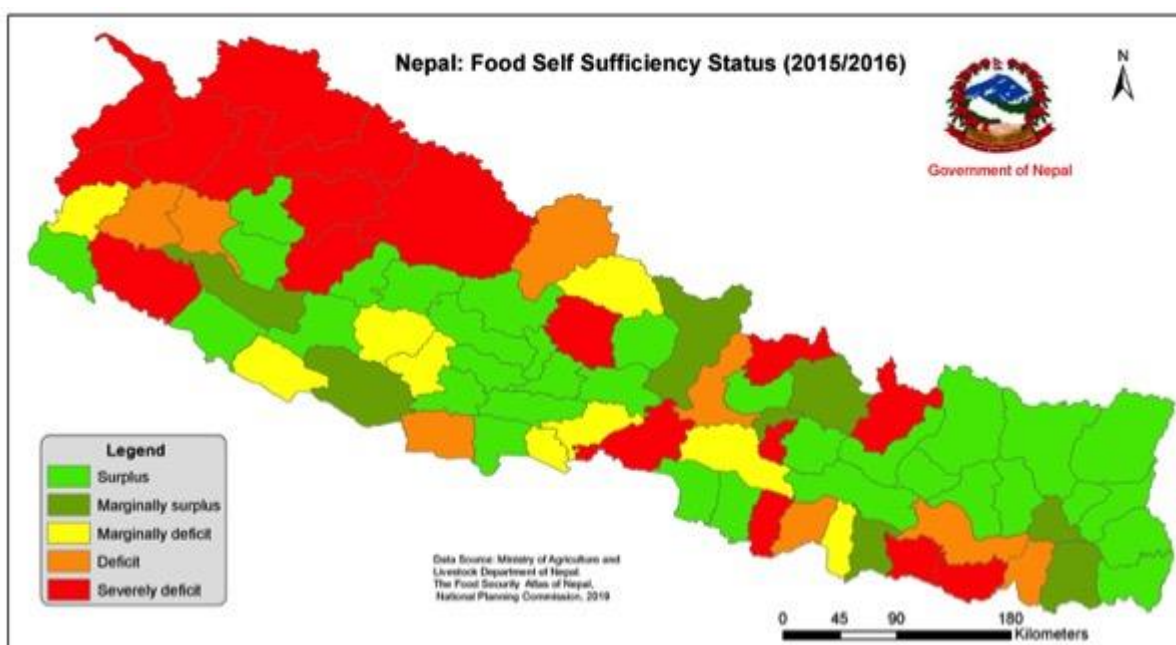 Nepal: Food Self Sufficiency Status (2015/2016)
N
Government of Nepal
Legend
Surplus
Marginally surplus
Marginally deficit
Deficit
Severely deficit
Data Source: Ministry of Agriculture and
Livestock Department of Nepal.
The Food Security Atlas of Nepal,
National Planning Commission, 2019
0 45 90 180
Kilometers